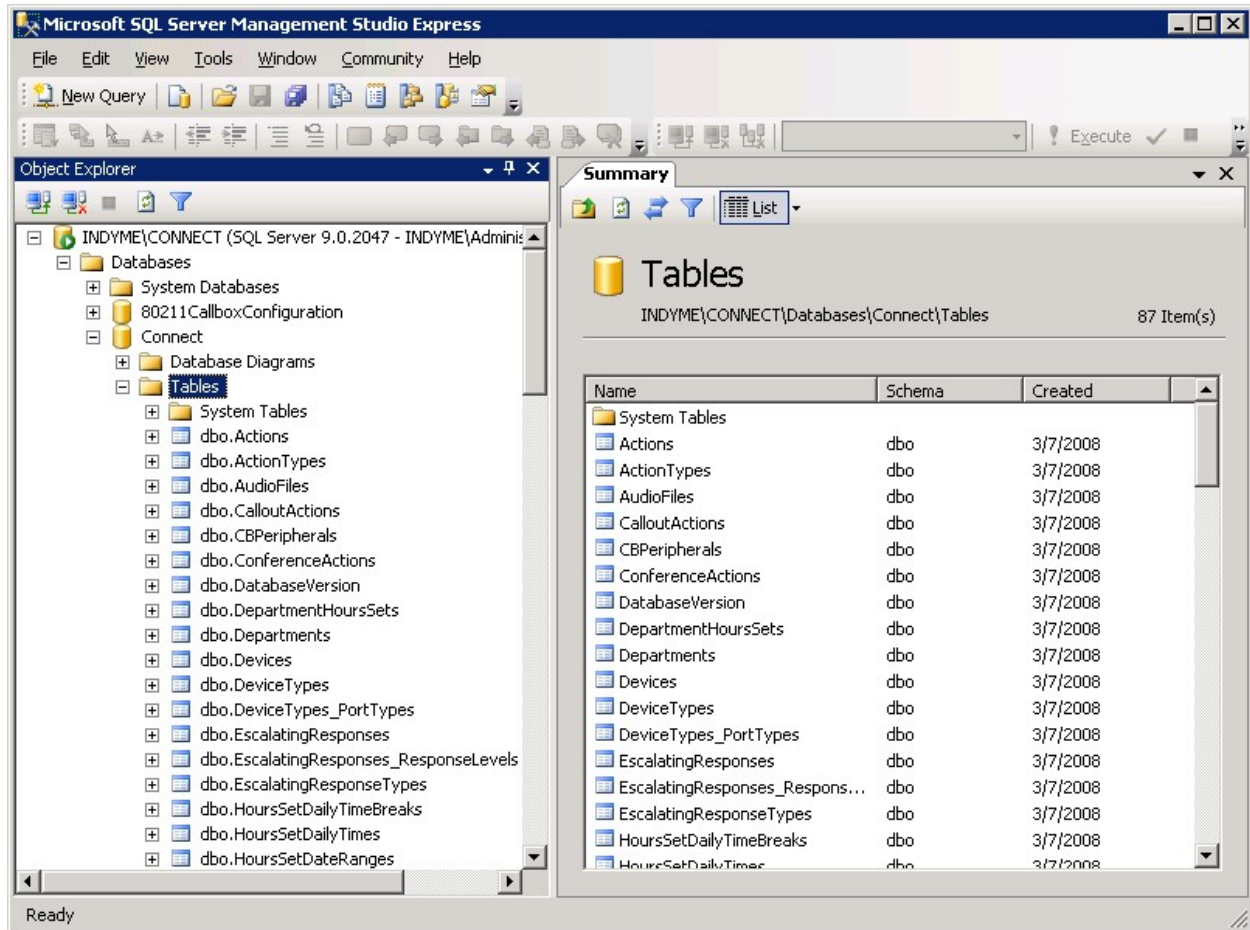 Microsoft SQL Server Management Studio Express
File Edit View Tools Window Community Help
New Query
Execute
Object Explorer
INDYME\CONNECT (SQL Server 9.0.2047 - INDYME\Adminis
Databases
System Databases
80211CallboxConfiguration
Connect
Database Diagrams
Tables
System Tables
dbo.Actions
dbo.ActionTypes
dbo.AudioFiles
dbo.CalloutActions
dbo.CBPeripherals
dbo.ConferenceActions
dbo.DatabaseVersion
dbo.DepartmentHoursSets
dbo.Departments
dbo.Devices
dbo.DeviceTypes
dbo.DeviceTypes_PortTypes
dbo.EscalatingResponses
dbo.EscalatingResponses_ResponseLevels
dbo.EscalatingResponseTypes
dbo.HoursSetDailyTimeBreaks
dbo.HoursSetDailyTimes
dbo.HoursSetDateRanges
Summary
List
Tables
INDYME\CONNECT\Databases\Connect\Tables 87 Item(s)
Name Schema Created
System Tables
Actions dbo 3/7/2008
ActionTypes dbo 3/7/2008
AudioFiles dbo 3/7/2008
CalloutActions dbo 3/7/2008
CBPeripherals dbo 3/7/2008
ConferenceActions dbo 3/7/2008
DatabaseVersion dbo 3/7/2008
DepartmentHoursSets dbo 3/7/2008
Departments dbo 3/7/2008
Devices dbo 3/7/2008
DeviceTypes dbo 3/7/2008
DeviceTypes_PortTypes dbo 3/7/2008
EscalatingResponses dbo 3/7/2008
EscalatingResponses_Respons... dbo 3/7/2008
EscalatingResponseTypes dbo 3/7/2008
HoursSetDailyTimeBreaks dbo 3/7/2008
HoursSetDailyTimes dbo 3/7/2008
Ready